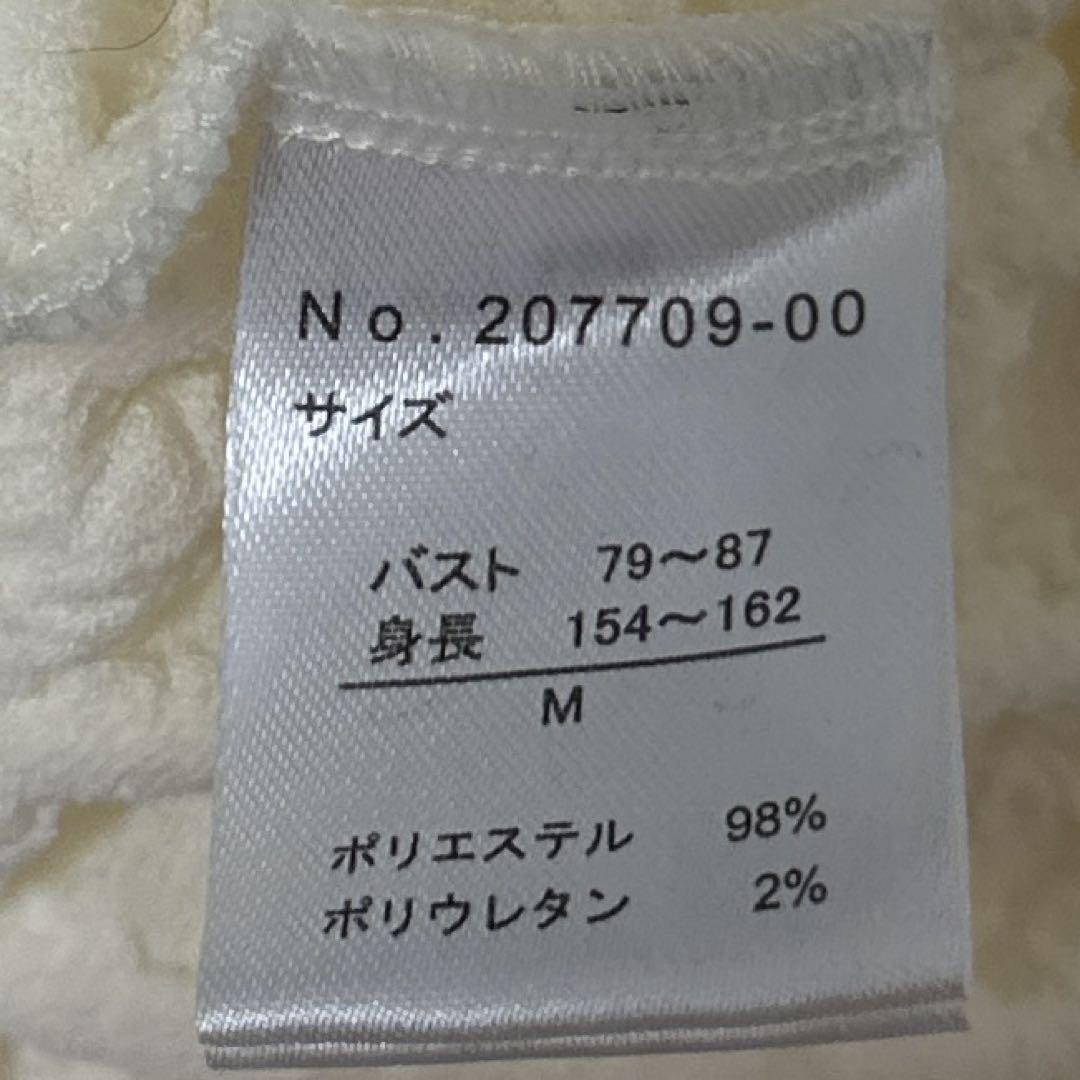 No.207709-00
サイズ
バスト 79〜87
身長 154〜162
M
ポリエステル 98%
ポリウレタン 2%